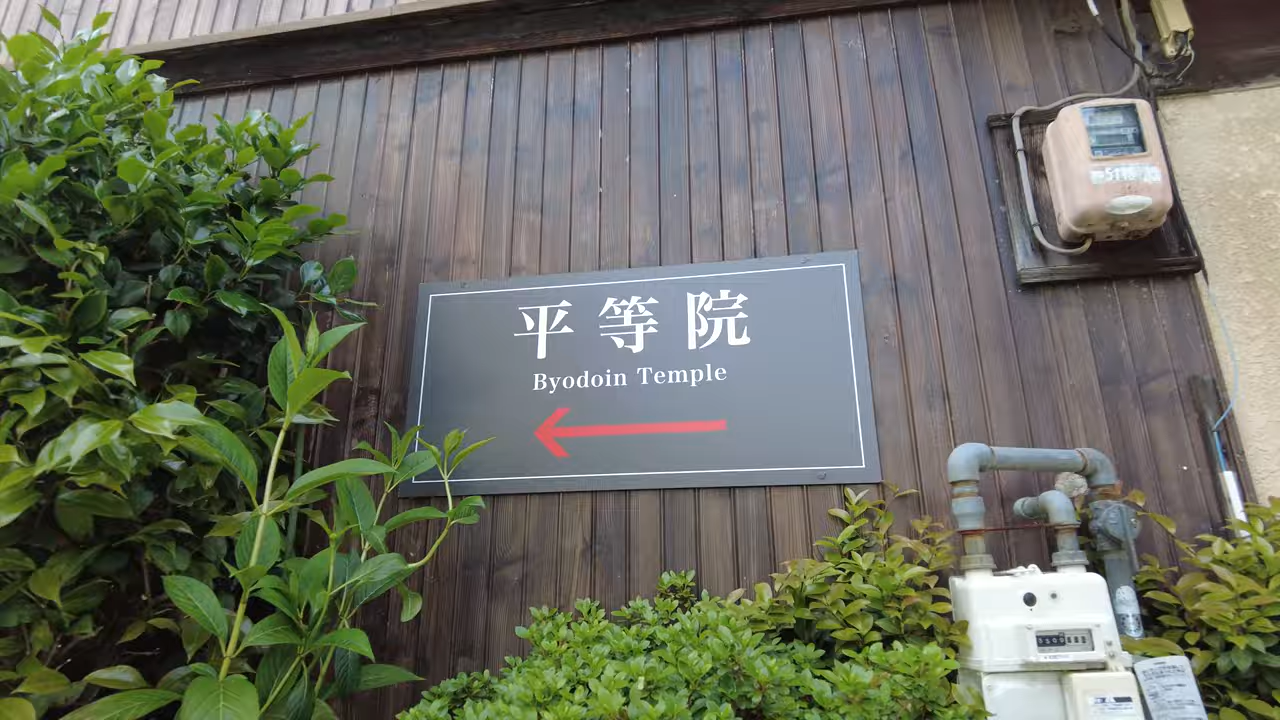 平等院
Byodoin Temple